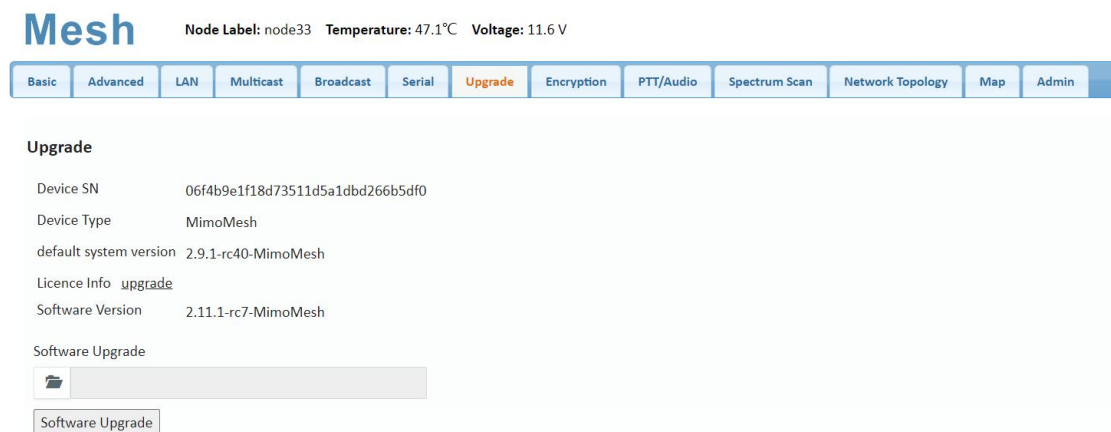 Mesh Node Label: node33 Temperature: 47.1℃ Voltage: 11.6 V
Basic Advanced LAN Multicast Broadcast Serial Upgrade Encryption PTT/Audio Spectrum Scan Network Topology Map Admin
Upgrade
Device SN 06f4b9e1f18d73511d5a1dbd266b5df0
Device Type MimoMesh
default system version 2.9.1-rc40-MimoMesh
Licence Info upgrade
Software Version 2.11.1-rc7-MimoMesh
Software Upgrade
Software Upgrade